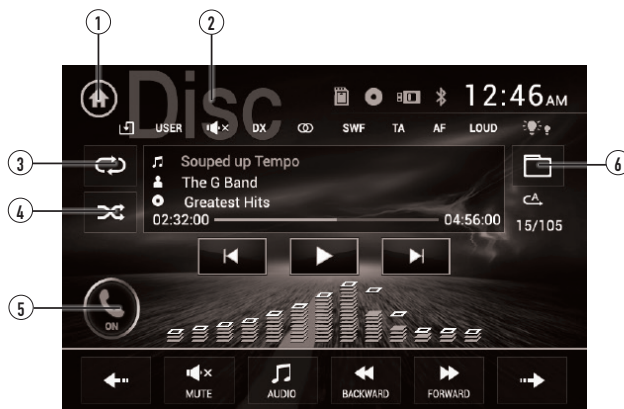 1
2
Disc
12:46AM
USER DX SWF TA AF LOUD
3
Souped up Tempo
6
The G Band
4
Greatest Hits
02:32:00 04:56:00
CA
15/105
5
ON
MUTE AUDIO BACKWARD FORWARD